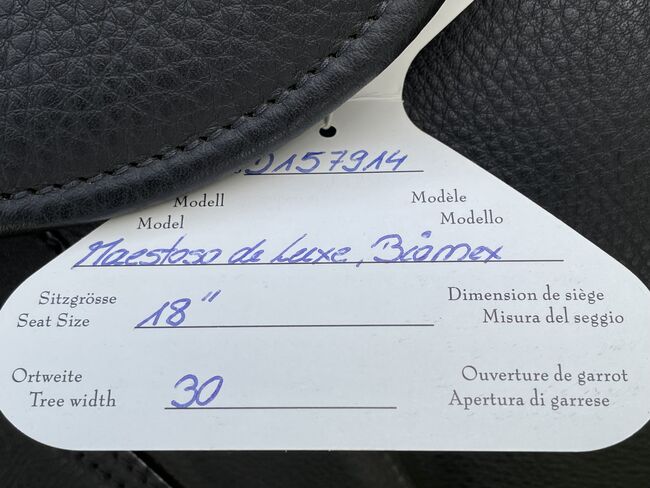 D157914
Modell Modèle
Model Modello
Maestoso de Luxe, Biomex
Sitzgrösse Dimension de siège
Seat Size 18" Misura del seggio
Ortweite Ouverture de garrot
Tree width 30 Apertura di garrese